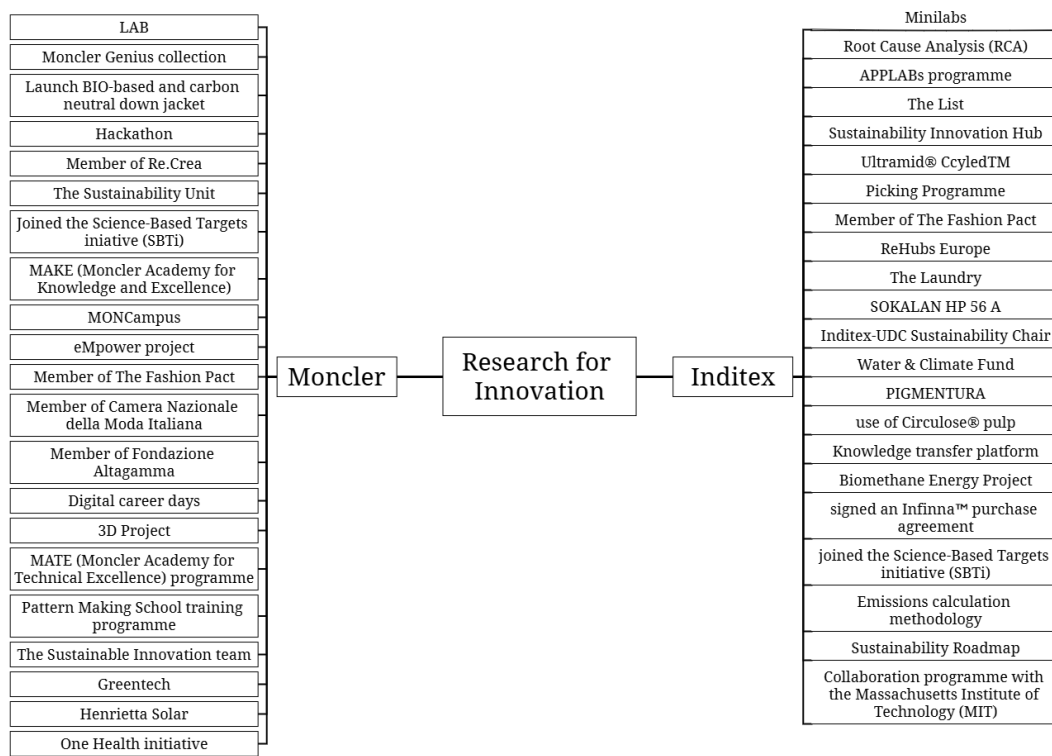 LAB
Moncler Genius collection
Launch BIO-based and carbon
neutral down jacket
Hackathon
Member of Re.Crea
The Sustainability Unit
Joined the Science-Based Targets
iniative (SBTi)
MAKE (Moncler Academy for
Knowledge and Excellence)
MONCampus
eMpower project
Member of The Fashion Pact
Member of Camera Nazionale
della Moda Italiana
Member of Fondazione
Altagamma
Digital career days
3D Project
MATE (Moncler Academy for
Technical Excellence) programme
Pattern Making School training
programme
The Sustainable Innovation team
Greentech
Henrietta Solar
One Health initiative
Moncler
Research for
Innovation
Inditex
Minilabs
Root Cause Analysis (RCA)
APPLABs programme
The List
Sustainability Innovation Hub
Ultramid® CcyledTM
Picking Programme
Member of The Fashion Pact
ReHubs Europe
The Laundry
SOKALAN HP 56 A
Inditex-UDC Sustainability Chair
Water & Climate Fund
PIGMENTURA
use of Circulose® pulp
Knowledge transfer platform
Biomethane Energy Project
signed an Infinna™ purchase
agreement
joined the Science-Based Targets
initiative (SBTi)
Emissions calculation
methodology
Sustainability Roadmap
Collaboration programme with
the Massachusetts Institute of
Technology (MIT)